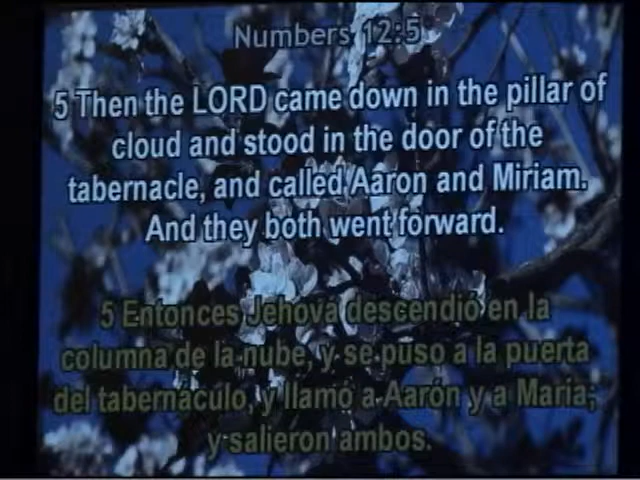 Numbers 12:5
5 Then the LORD came down in the pillar of
cloud and stood in the door of the
tabernacle, and called Aaron and Miriam.
And they both went forward.
5 Entonces Jehová descendió en la
columna de la nube, y se puso a la puerta
del tabernáculo, y llamó a Aarón y a María;
y salieron ambos.